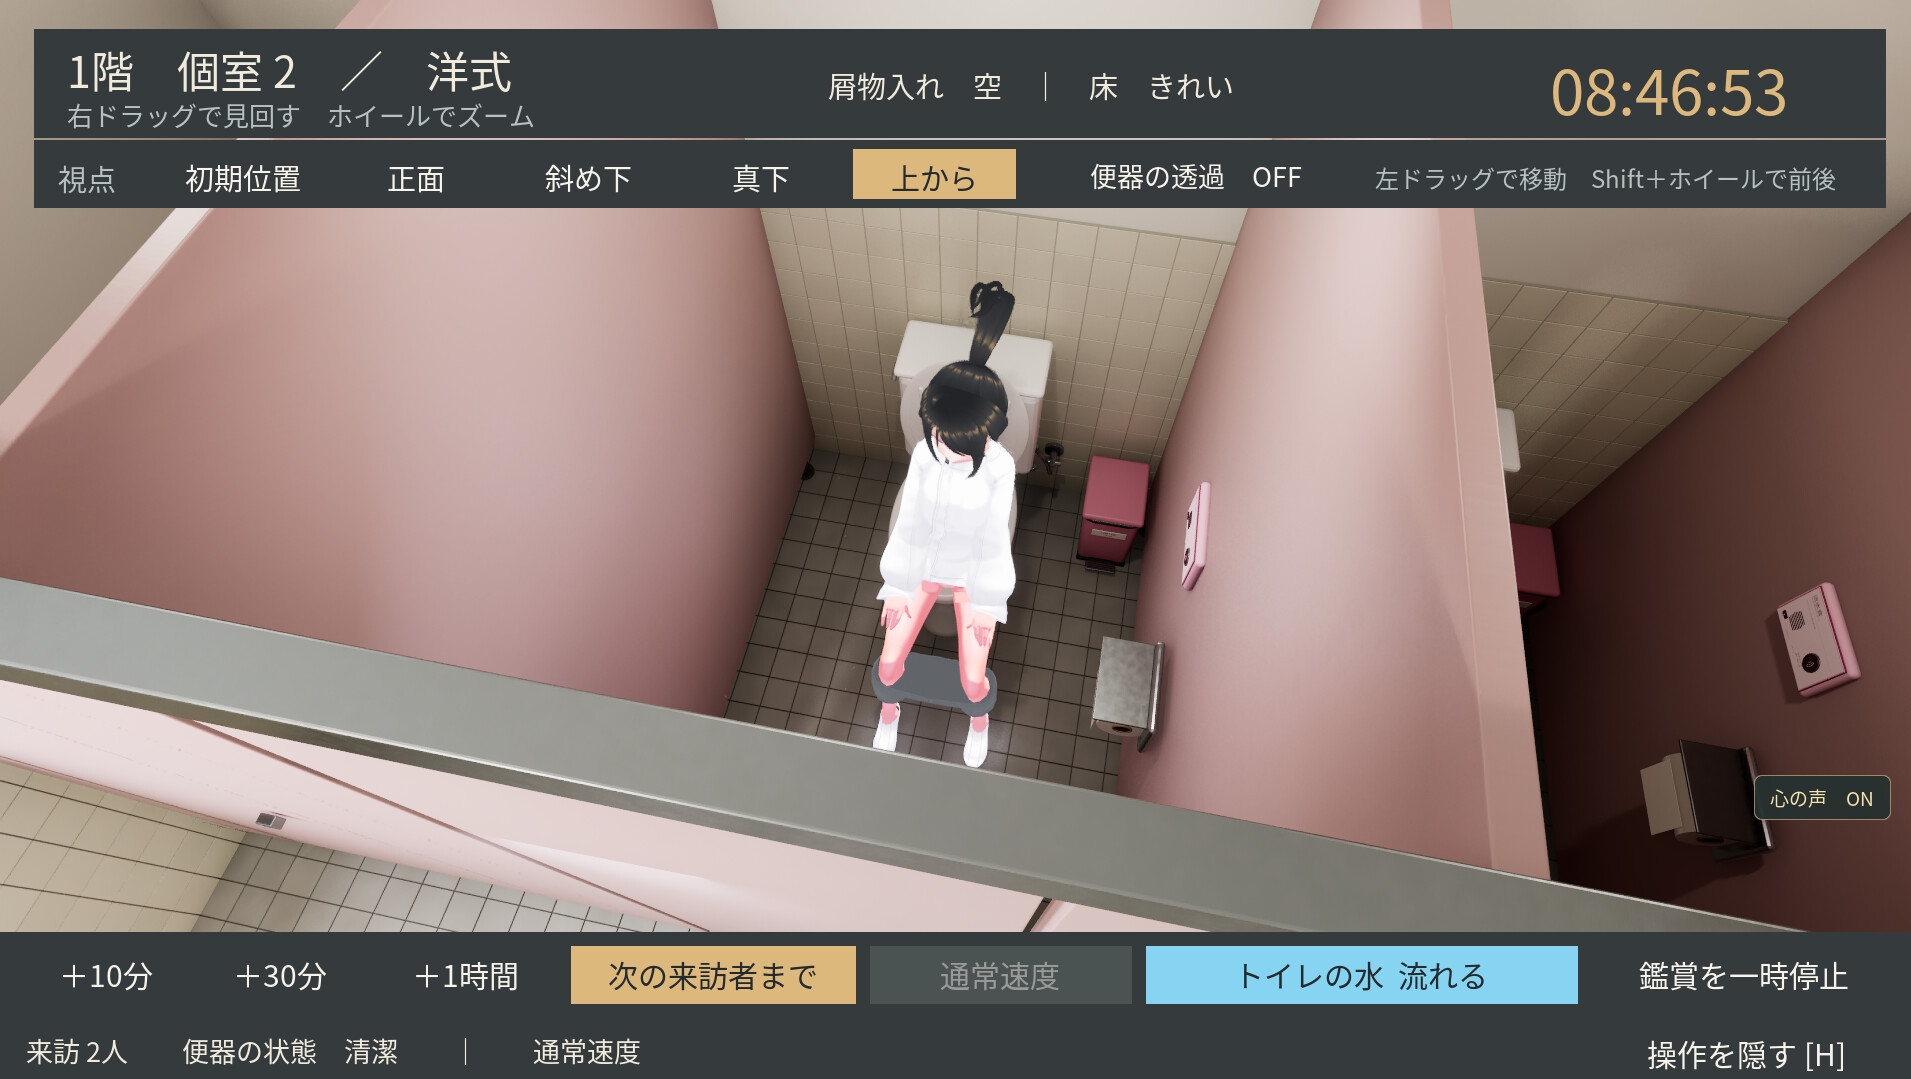 1階　個室 2　／　洋式
右ドラッグで見回す　ホイールでズーム
屑物入れ　空　｜　床　きれい
08:46:53
視点　初期位置　正面　斜め下　真下　上から　便器の透過　OFF　左ドラッグで移動　Shift＋ホイールで前後
心の声　ON
＋10分　＋30分　＋1時間　次の来訪者まで　通常速度　トイレの水 流れる　鑑賞を一時停止
来訪 2人　便器の状態　清潔　｜　通常速度
操作を隠す [H]